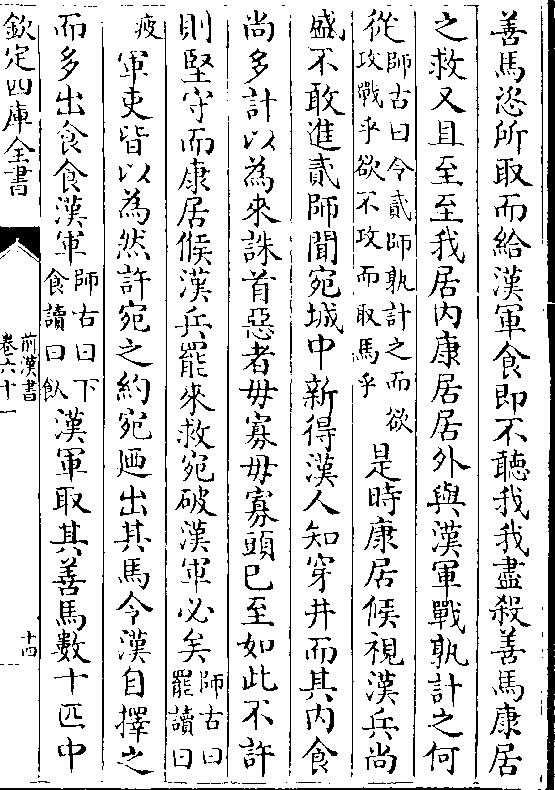 善馬恣所取而給漢軍食即不聽我我盡殺善馬康居
之救又且至至我居内康居居外與漢軍戰孰計之何
從
師古曰令貳師孰計之而欲
攻戰乎欲不攻而取馬乎
是時康居候視漢兵尚
盛不敢進貳師聞宛城中新得漢人知穿井而其内食
尚多計以為來誅首惡者毋寡毋寡頭已至如此不許
則堅守而康居候漢兵罷來救宛破漢軍必矣
師古曰
罷讀曰
疲
軍吏皆以為然許宛之約宛廼出其馬令漢自擇之
而多出食食漢軍
師古曰下
食讀曰飤
漢軍取其善馬數十匹中
欽定四庫全書
前漢書
卷六十一
十四